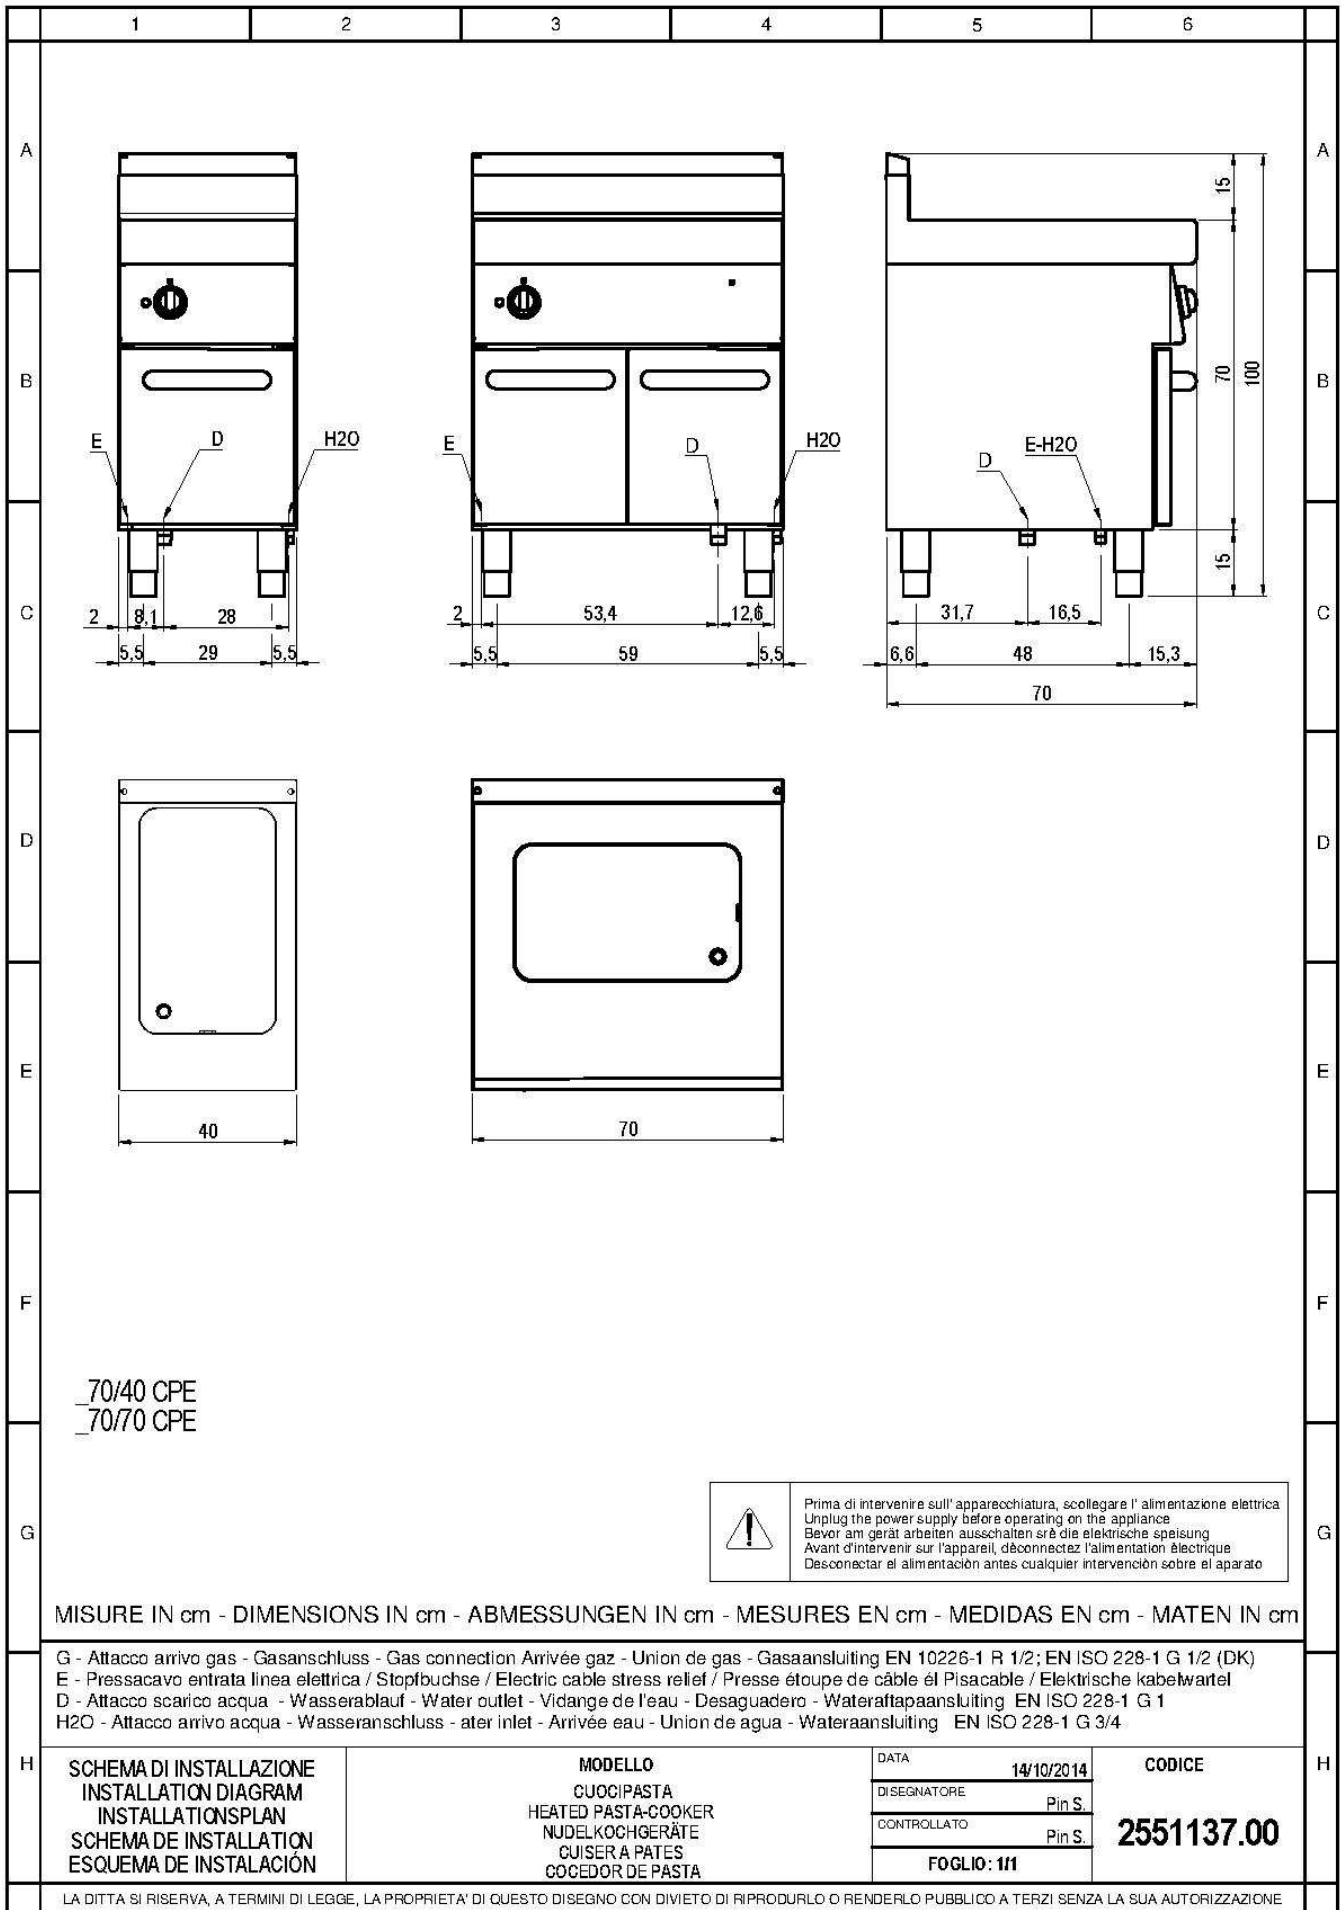 1 2 3 4 5 6
A A
15
B B
70
100
E D H2O
E D H2O
D E-H2O
15
C C
2 8,1 28
2 53,4 12,6
31,7 16,5
5,5 29 5,5
5,5 59 5,5
6,6 48 15,3
70
D D
E E
40
70
F F
_70/40 CPE
_70/70 CPE
G G
Prima di intervenire sull' apparecchiatura, scollegare l' alimentazione elettrica
Unplug the power supply before operating on the appliance
Bevor am gerät arbeiten ausschalten srè die elektrische speisung
Avant d'intervenir sur l'appareil, dèconnectez l'alimentation èlectrique
Desconectar el alimentaciòn antes cualquier intervenciòn sobre el aparato
MISURE IN cm - DIMENSIONS IN cm - ABMESSUNGEN IN cm - MESURES EN cm - MEDIDAS EN cm - MATEN IN cm
G - Attacco arrivo gas - Gasanschluss - Gas connection Arrivée gaz - Union de gas - Gasaansluiting EN 10226-1 R 1/2; EN ISO 228-1 G 1/2 (DK)
E - Pressacavo entrata linea elettrica / Stopfbuchse / Electric cable stress relief / Presse étoupe de câble él Pisacable / Elektrische kabelwartel
D - Attacco scarico acqua - Wasserablauf - Water outlet - Vidange de l'eau - Desaguadero - Wateraftapaansluiting EN ISO 228-1 G 1
H2O - Attacco arrivo acqua - Wasseranschluss - ater inlet - Arrivée eau - Union de agua - Wateraansluiting EN ISO 228-1 G 3/4
H H
SCHEMA DI INSTALLAZIONE
INSTALLATION DIAGRAM
INSTALLATIONSPLAN
SCHEMA DE INSTALLATION
ESQUEMA DE INSTALACIÓN
MODELLO
CUOCIPASTA
HEATED PASTA-COOKER
NUDELKOCHGERÄTE
CUISER A PATES
COCEDOR DE PASTA
DATA
14/10/2014
DISEGNATORE
Pin S.
CONTROLLATO
Pin S.
FOGLIO: 1/1
CODICE
2551137.00
LA DITTA SI RISERVA, A TERMINI DI LEGGE, LA PROPRIETA' DI QUESTO DISEGNO CON DIVIETO DI RIPRODURLO O RENDERLO PUBBLICO A TERZI SENZA LA SUA AUTORIZZAZIONE